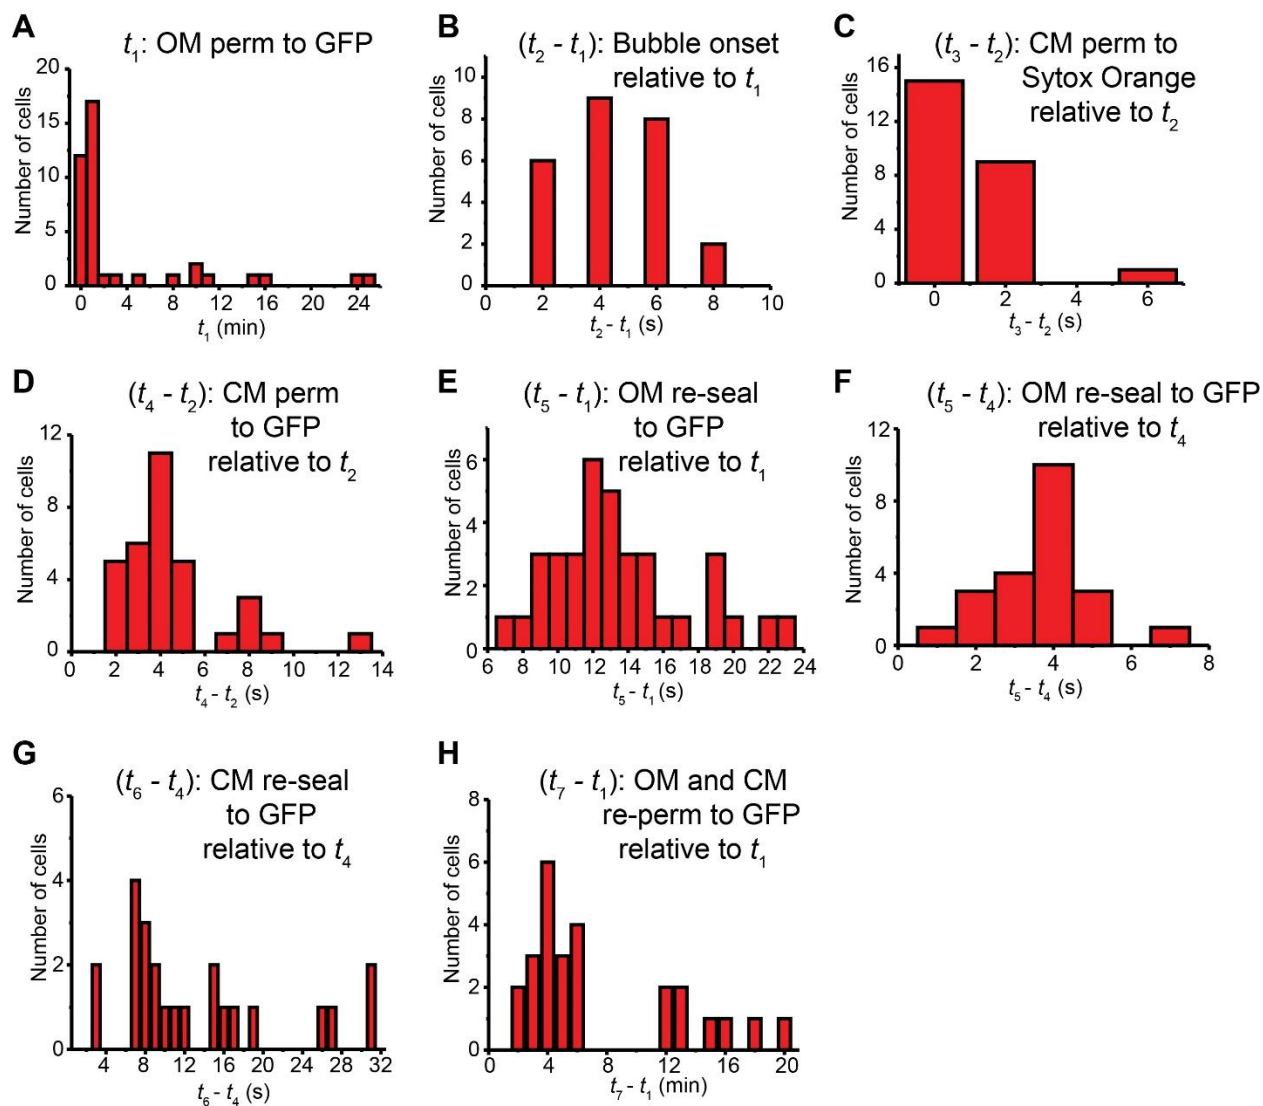 A
t1: OM perm to GFP
20
15
10
5
0
Number of cells
0 4 8 12 16 20 24
t1 (min)
B
(t2 - t1): Bubble onset
relative to t1
10
8
6
4
2
0
Number of cells
0 2 4 6 8 10
t2 - t1 (s)
C
(t3 - t2): CM perm to
Sytox Orange
relative to t2
16
12
8
4
0
Number of cells
0 2 4 6
t3 - t2 (s)
D
(t4 - t2): CM perm
to GFP
relative to t2
12
8
4
0
Number of cells
0 2 4 6 8 10 12 14
t4 - t2 (s)
E
(t5 - t1): OM re-seal
to GFP
relative to t1
6
4
2
0
Number of cells
6 8 10 12 14 16 18 20 22 24
t5 - t1 (s)
F
(t5 - t4): OM re-seal to GFP
relative to t4
12
8
4
0
Number of cells
0 2 4 6 8
t5 - t4 (s)
G
(t6 - t4): CM re-seal
to GFP
relative to t4
6
4
2
0
Number of cells
4 8 12 16 20 24 28 32
t6 - t4 (s)
H
(t7 - t1): OM and CM
re-perm to GFP
relative to t1
8
6
4
2
0
Number of cells
0 4 8 12 16 20
t7 - t1 (min)